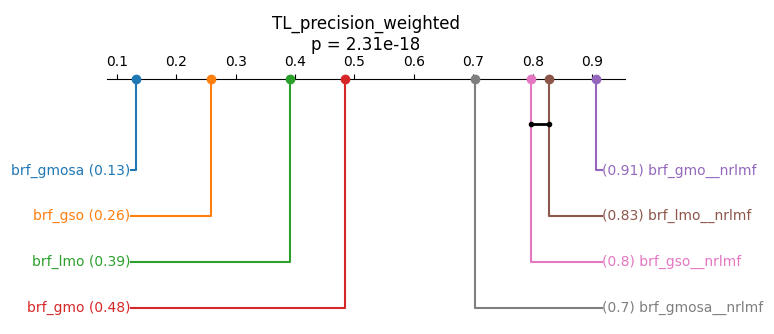 TL_precision_weighted
p = 2.31e-18
0.1 0.2 0.3 0.4 0.5 0.6 0.7 0.8 0.9
brf_gmosa (0.13)
(0.91) brf_gmo__nrlmf
brf_gso (0.26)
(0.83) brf_lmo__nrlmf
brf_lmo (0.39)
(0.8) brf_gso__nrlmf
brf_gmo (0.48)
(0.7) brf_gmosa__nrlmf